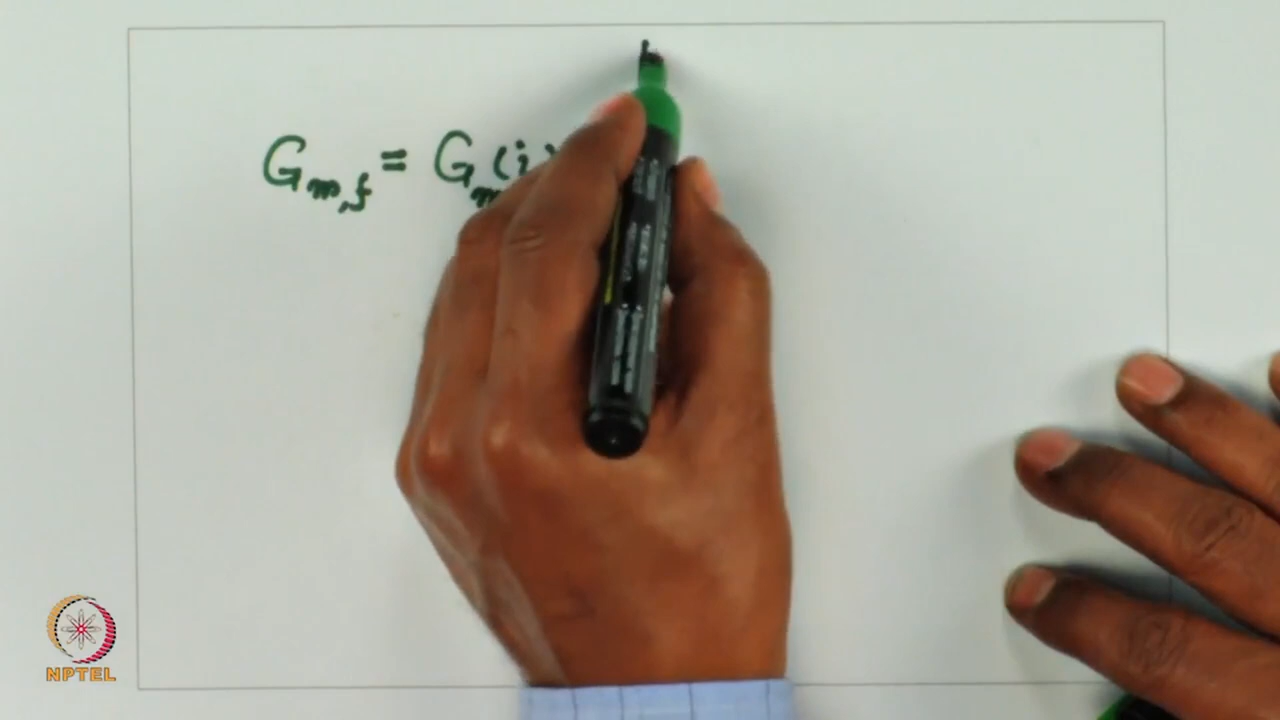 G_{m,f} = G_m(i)
NPTEL